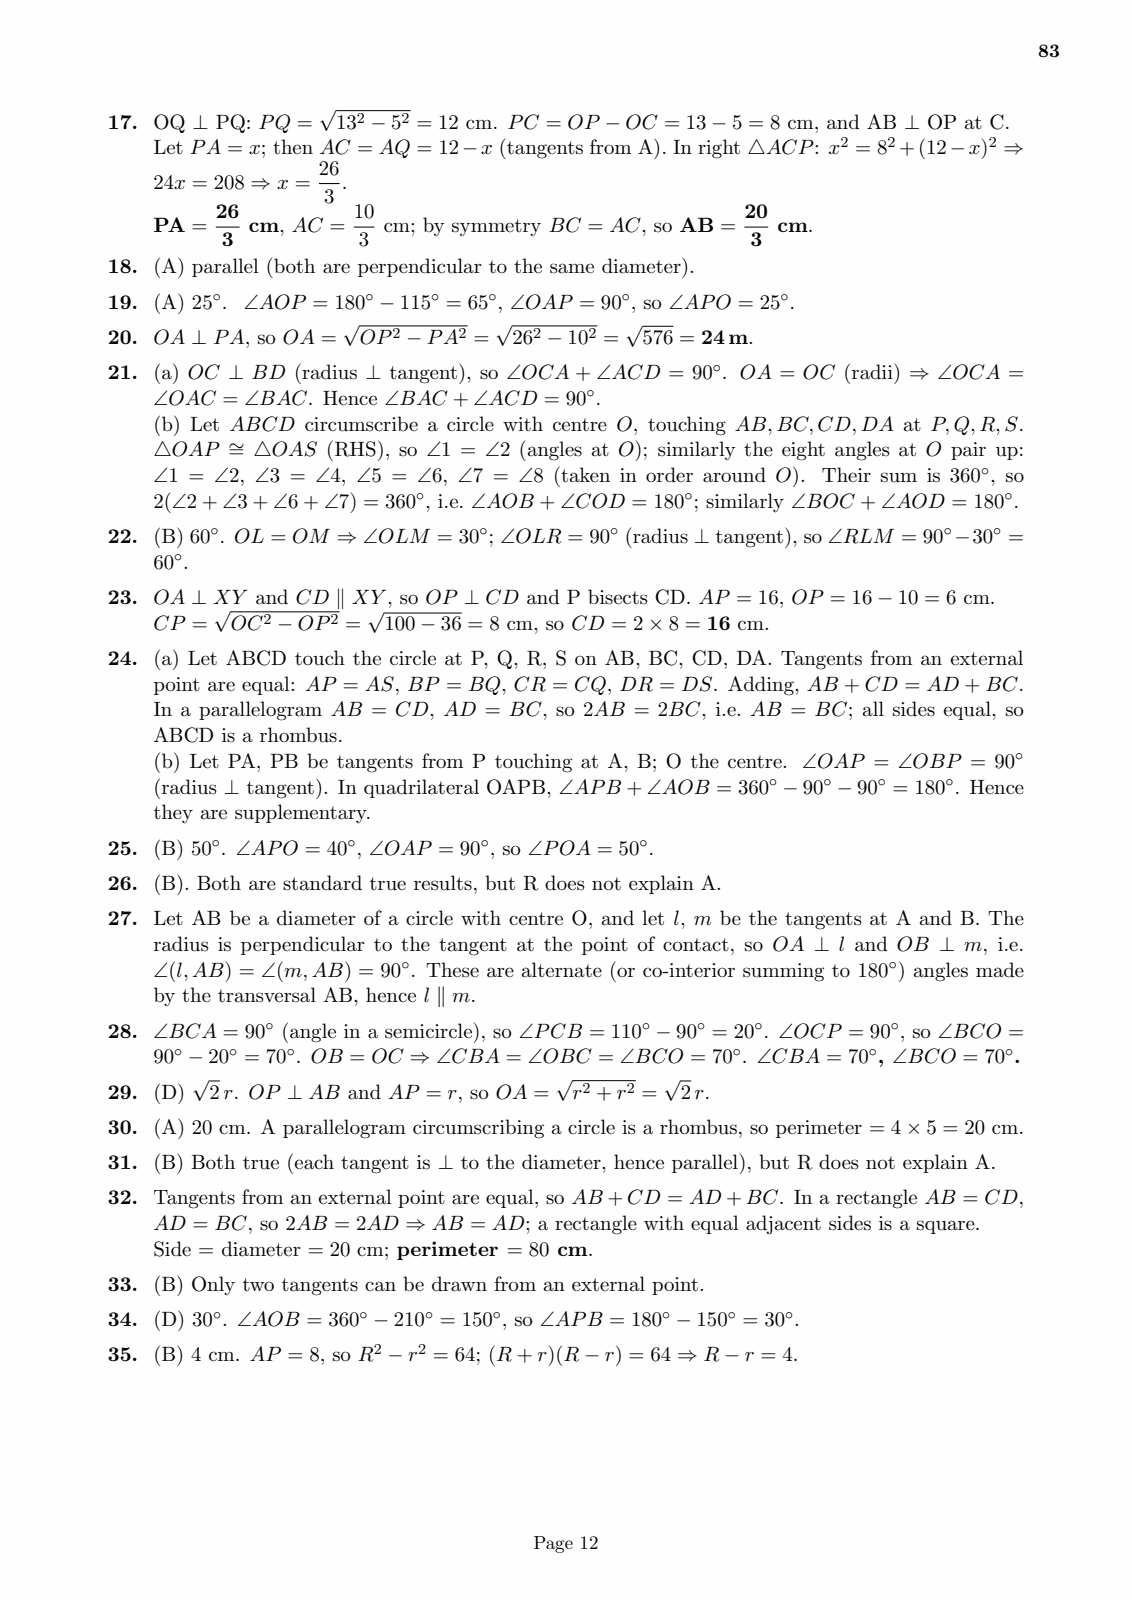 83
17. OQ ⊥ PQ: PQ = √(13² − 5²) = 12 cm. PC = OP − OC = 13 − 5 = 8 cm, and AB ⊥ OP at C.
Let PA = x; then AC = AQ = 12 − x (tangents from A). In right △ACP: x² = 8² + (12 − x)² ⇒
24x = 208 ⇒ x = 26/3.
PA = 26/3 cm, AC = 10/3 cm; by symmetry BC = AC, so AB = 20/3 cm.
18. (A) parallel (both are perpendicular to the same diameter).
19. (A) 25°. ∠AOP = 180° − 115° = 65°, ∠OAP = 90°, so ∠APO = 25°.
20. OA ⊥ PA, so OA = √(OP² − PA²) = √(26² − 10²) = √576 = 24 m.
21. (a) OC ⊥ BD (radius ⊥ tangent), so ∠OCA + ∠ACD = 90°. OA = OC (radii) ⇒ ∠OCA =
∠OAC = ∠BAC. Hence ∠BAC + ∠ACD = 90°.
(b) Let ABCD circumscribe a circle with centre O, touching AB, BC, CD, DA at P, Q, R, S.
△OAP ≅ △OAS (RHS), so ∠1 = ∠2 (angles at O); similarly the eight angles at O pair up:
∠1 = ∠2, ∠3 = ∠4, ∠5 = ∠6, ∠7 = ∠8 (taken in order around O). Their sum is 360°, so
2(∠2 + ∠3 + ∠6 + ∠7) = 360°, i.e. ∠AOB + ∠COD = 180°; similarly ∠BOC + ∠AOD = 180°.
22. (B) 60°. OL = OM ⇒ ∠OLM = 30°; ∠OLR = 90° (radius ⊥ tangent), so ∠RLM = 90° − 30° =
60°.
23. OA ⊥ XY and CD ∥ XY, so OP ⊥ CD and P bisects CD. AP = 16, OP = 16 − 10 = 6 cm.
CP = √(OC² − OP²) = √(100 − 36) = 8 cm, so CD = 2 × 8 = 16 cm.
24. (a) Let ABCD touch the circle at P, Q, R, S on AB, BC, CD, DA. Tangents from an external
point are equal: AP = AS, BP = BQ, CR = CQ, DR = DS. Adding, AB + CD = AD + BC.
In a parallelogram AB = CD, AD = BC, so 2AB = 2BC, i.e. AB = BC; all sides equal, so
ABCD is a rhombus.
(b) Let PA, PB be tangents from P touching at A, B; O the centre. ∠OAP = ∠OBP = 90°
(radius ⊥ tangent). In quadrilateral OAPB, ∠APB + ∠AOB = 360° − 90° − 90° = 180°. Hence
they are supplementary.
25. (B) 50°. ∠APO = 40°, ∠OAP = 90°, so ∠POA = 50°.
26. (B). Both are standard true results, but R does not explain A.
27. Let AB be a diameter of a circle with centre O, and let l, m be the tangents at A and B. The
radius is perpendicular to the tangent at the point of contact, so OA ⊥ l and OB ⊥ m, i.e.
∠(l, AB) = ∠(m, AB) = 90°. These are alternate (or co-interior summing to 180°) angles made
by the transversal AB, hence l ∥ m.
28. ∠BCA = 90° (angle in a semicircle), so ∠PCB = 110° − 90° = 20°. ∠OCP = 90°, so ∠BCO =
90° − 20° = 70°. OB = OC ⇒ ∠CBA = ∠OBC = ∠BCO = 70°. ∠CBA = 70°, ∠BCO = 70°.
29. (D) √2 r. OP ⊥ AB and AP = r, so OA = √(r² + r²) = √2 r.
30. (A) 20 cm. A parallelogram circumscribing a circle is a rhombus, so perimeter = 4 × 5 = 20 cm.
31. (B) Both true (each tangent is ⊥ to the diameter, hence parallel), but R does not explain A.
32. Tangents from an external point are equal, so AB + CD = AD + BC. In a rectangle AB = CD,
AD = BC, so 2AB = 2AD ⇒ AB = AD; a rectangle with equal adjacent sides is a square.
Side = diameter = 20 cm; perimeter = 80 cm.
33. (B) Only two tangents can be drawn from an external point.
34. (D) 30°. ∠AOB = 360° − 210° = 150°, so ∠APB = 180° − 150° = 30°.
35. (B) 4 cm. AP = 8, so R² − r² = 64; (R + r)(R − r) = 64 ⇒ R − r = 4.
Page 12